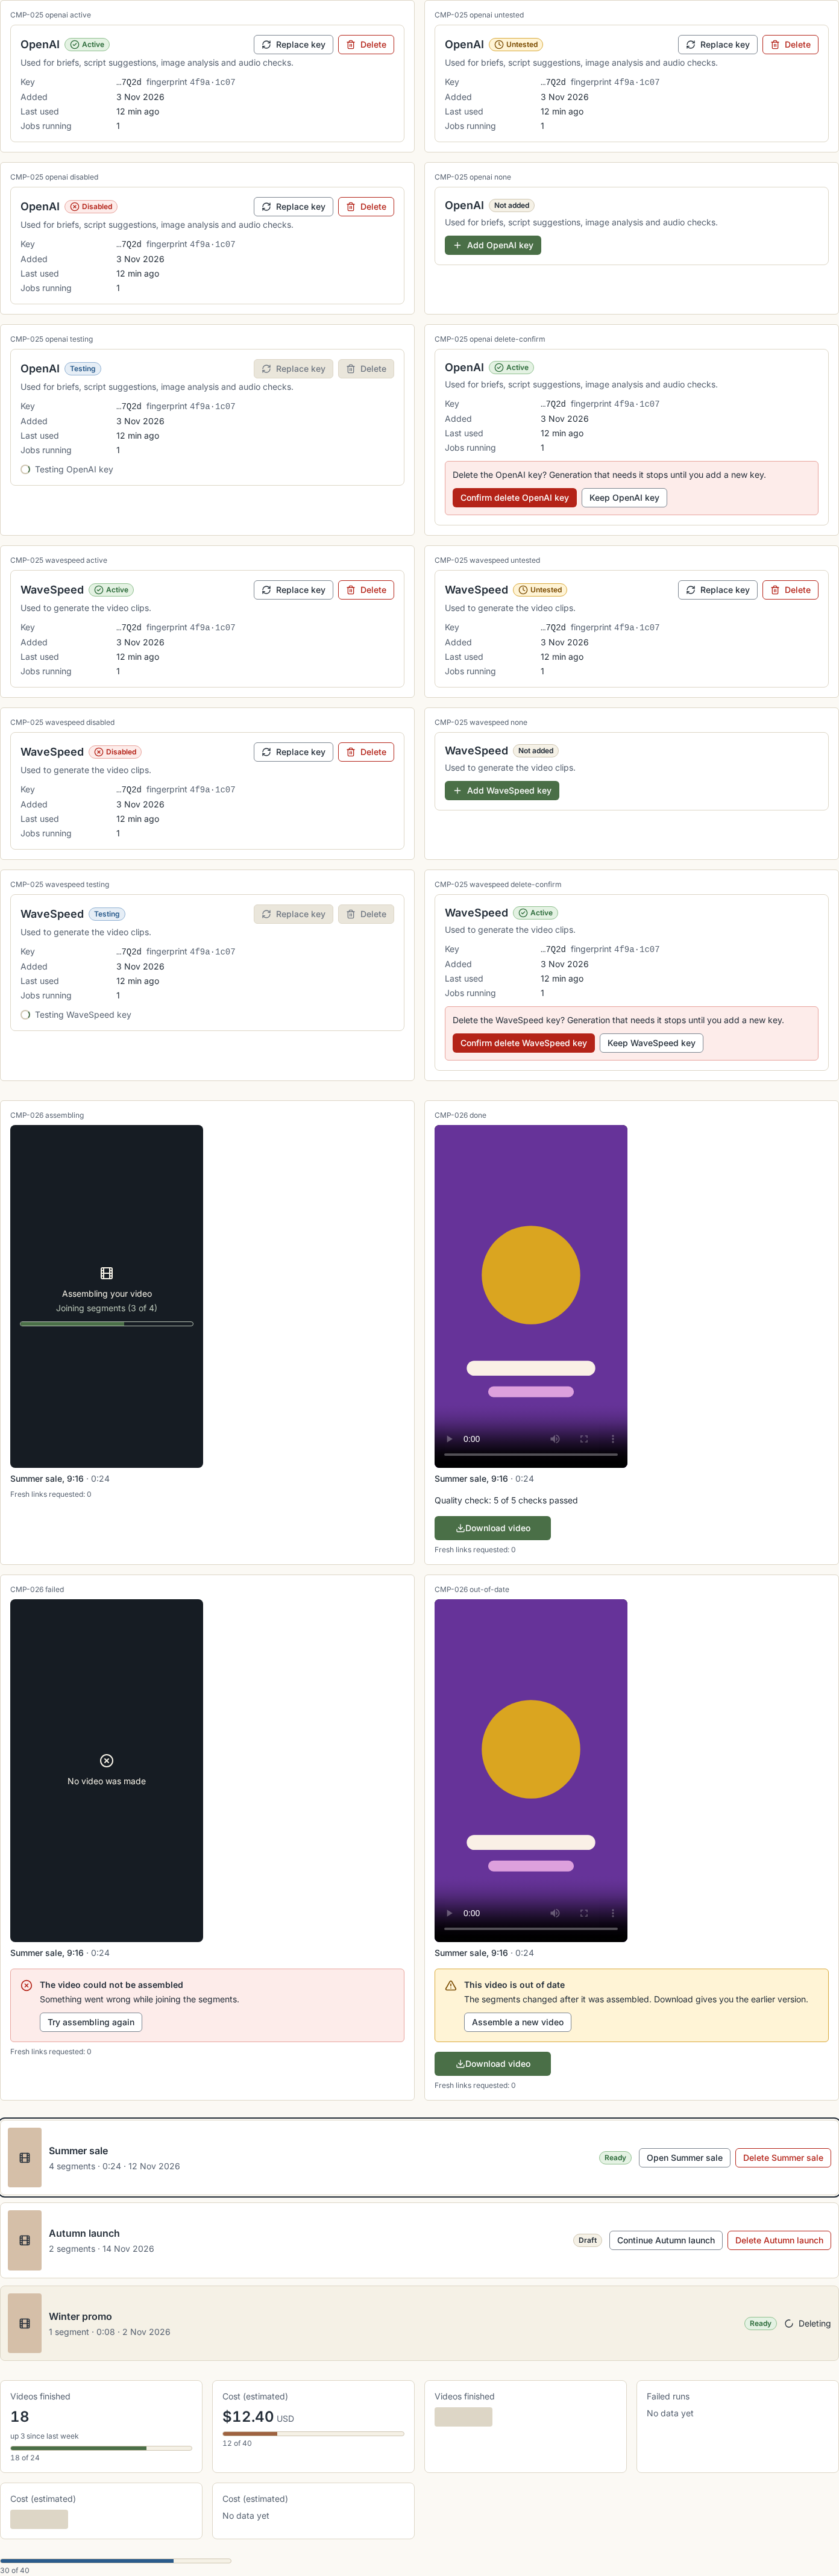 CMP-025 openai active
OpenAI Active Replace key Delete
Used for briefs, script suggestions, image analysis and audio checks.
Key …7Q2d fingerprint 4f9a·1c07
Added 3 Nov 2026
Last used 12 min ago
Jobs running 1
CMP-025 openai untested
OpenAI Untested Replace key Delete
Used for briefs, script suggestions, image analysis and audio checks.
Key …7Q2d fingerprint 4f9a·1c07
Added 3 Nov 2026
Last used 12 min ago
Jobs running 1
CMP-025 openai disabled
OpenAI Disabled Replace key Delete
Used for briefs, script suggestions, image analysis and audio checks.
Key …7Q2d fingerprint 4f9a·1c07
Added 3 Nov 2026
Last used 12 min ago
Jobs running 1
CMP-025 openai none
OpenAI Not added
Used for briefs, script suggestions, image analysis and audio checks.
Add OpenAI key
CMP-025 openai testing
OpenAI Testing Replace key Delete
Used for briefs, script suggestions, image analysis and audio checks.
Key …7Q2d fingerprint 4f9a·1c07
Added 3 Nov 2026
Last used 12 min ago
Jobs running 1
Testing OpenAI key
CMP-025 openai delete-confirm
OpenAI Active
Used for briefs, script suggestions, image analysis and audio checks.
Key …7Q2d fingerprint 4f9a·1c07
Added 3 Nov 2026
Last used 12 min ago
Jobs running 1
Delete the OpenAI key? Generation that needs it stops until you add a new key.
Confirm delete OpenAI key Keep OpenAI key
CMP-025 wavespeed active
WaveSpeed Active Replace key Delete
Used to generate the video clips.
Key …7Q2d fingerprint 4f9a·1c07
Added 3 Nov 2026
Last used 12 min ago
Jobs running 1
CMP-025 wavespeed untested
WaveSpeed Untested Replace key Delete
Used to generate the video clips.
Key …7Q2d fingerprint 4f9a·1c07
Added 3 Nov 2026
Last used 12 min ago
Jobs running 1
CMP-025 wavespeed disabled
WaveSpeed Disabled Replace key Delete
Used to generate the video clips.
Key …7Q2d fingerprint 4f9a·1c07
Added 3 Nov 2026
Last used 12 min ago
Jobs running 1
CMP-025 wavespeed none
WaveSpeed Not added
Used to generate the video clips.
Add WaveSpeed key
CMP-025 wavespeed testing
WaveSpeed Testing Replace key Delete
Used to generate the video clips.
Key …7Q2d fingerprint 4f9a·1c07
Added 3 Nov 2026
Last used 12 min ago
Jobs running 1
Testing WaveSpeed key
CMP-025 wavespeed delete-confirm
WaveSpeed Active
Used to generate the video clips.
Key …7Q2d fingerprint 4f9a·1c07
Added 3 Nov 2026
Last used 12 min ago
Jobs running 1
Delete the WaveSpeed key? Generation that needs it stops until you add a new key.
Confirm delete WaveSpeed key Keep WaveSpeed key
CMP-026 assembling
Assembling your video
Joining segments (3 of 4)
Summer sale, 9:16 · 0:24
Fresh links requested: 0
CMP-026 done
0:00
Summer sale, 9:16 · 0:24
Quality check: 5 of 5 checks passed
Download video
Fresh links requested: 0
CMP-026 failed
No video was made
Summer sale, 9:16 · 0:24
The video could not be assembled
Something went wrong while joining the segments.
Try assembling again
Fresh links requested: 0
CMP-026 out-of-date
0:00
Summer sale, 9:16 · 0:24
This video is out of date
The segments changed after it was assembled. Download gives you the earlier version.
Assemble a new video
Download video
Fresh links requested: 0
Summer sale
4 segments · 0:24 · 12 Nov 2026
Ready Open Summer sale Delete Summer sale
Autumn launch
2 segments · 14 Nov 2026
Draft Continue Autumn launch Delete Autumn launch
Winter promo
1 segment · 0:08 · 2 Nov 2026
Ready Deleting
Videos finished
18
up 3 since last week
18 of 24
Cost (estimated)
$12.40 USD
12 of 40
Videos finished
Failed runs
No data yet
Cost (estimated)
Cost (estimated)
No data yet
30 of 40